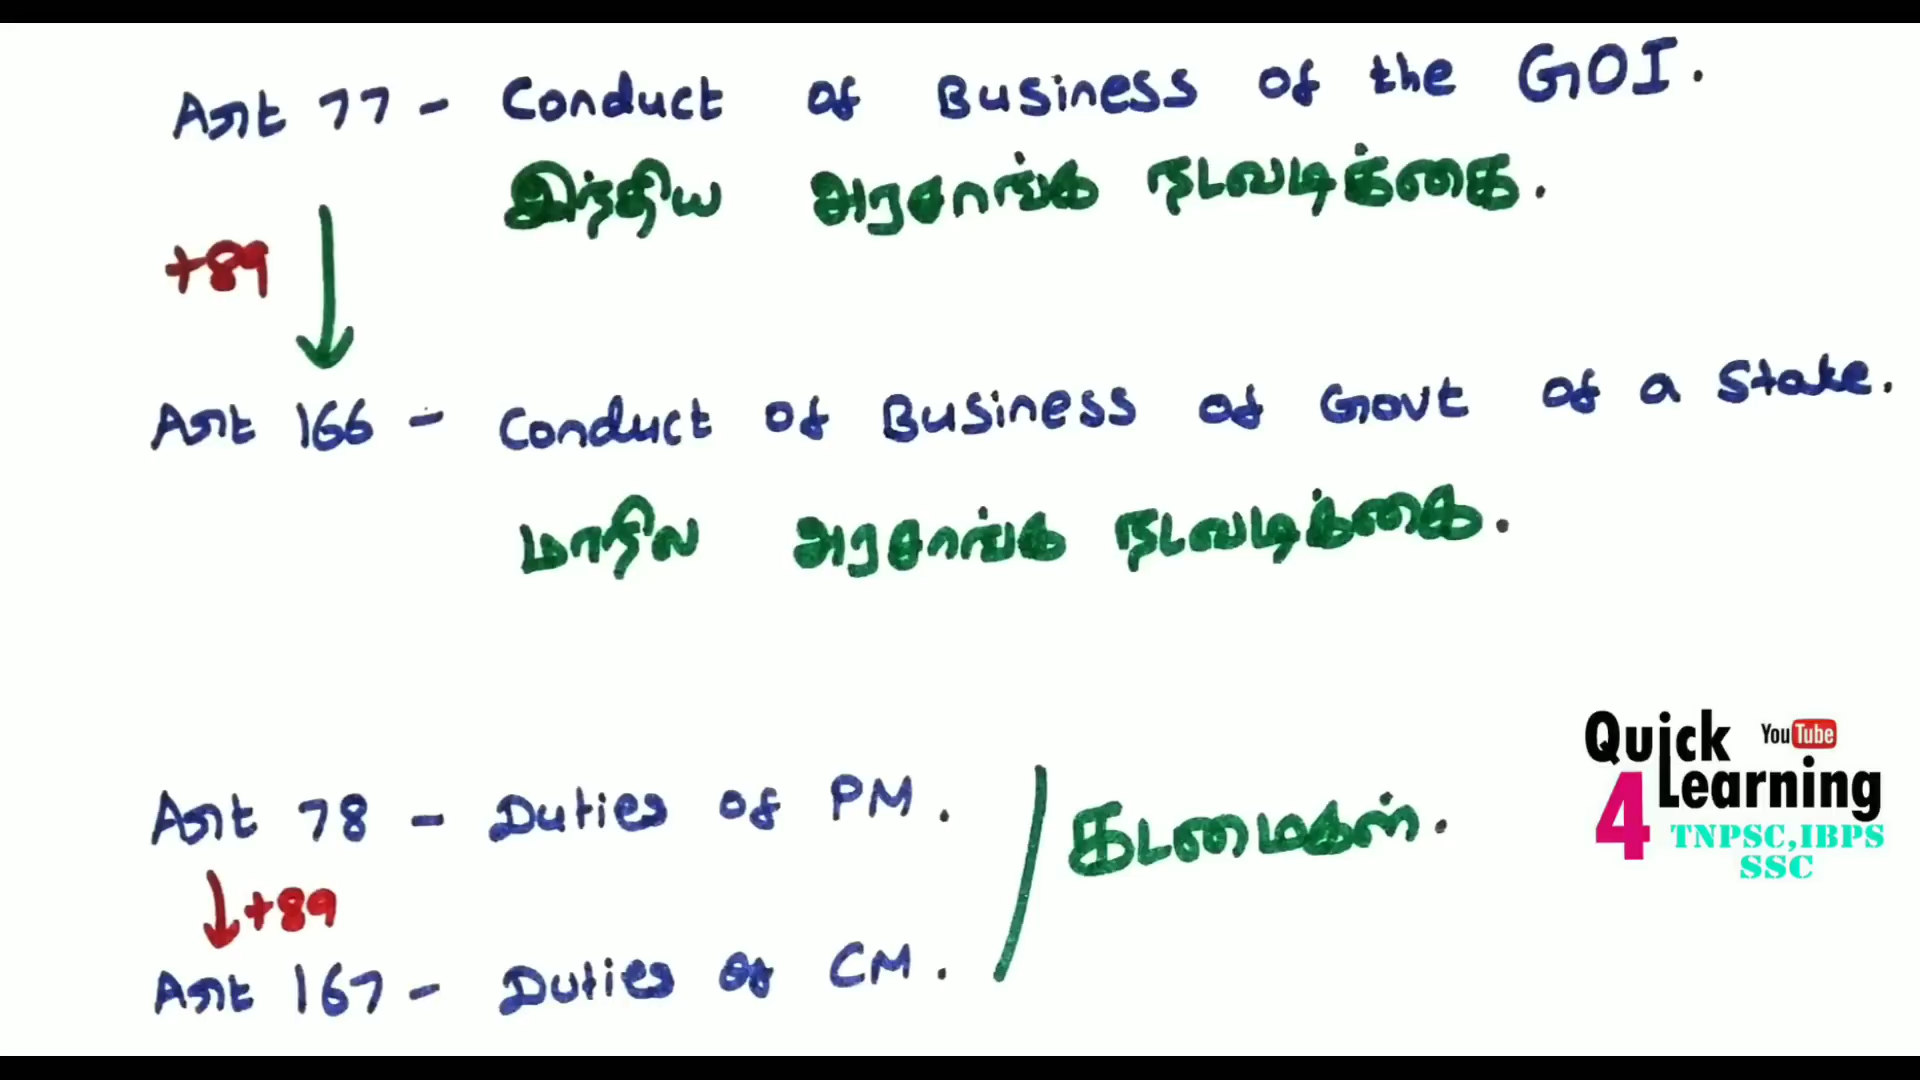 Art 77 - Conduct of Business of the GOI.
இந்திய அரசாங்க நடவடிக்கை.
+89
Art 166 - Conduct of Business of Govt of a State.
மாநில அரசாங்க நடவடிக்கை.
Art 78 - Duties of PM.
கடமைகள்.
+89
Art 167 - Duties of CM.
Quick YouTube
4 Learning
TNPSC,IBPS
SSC